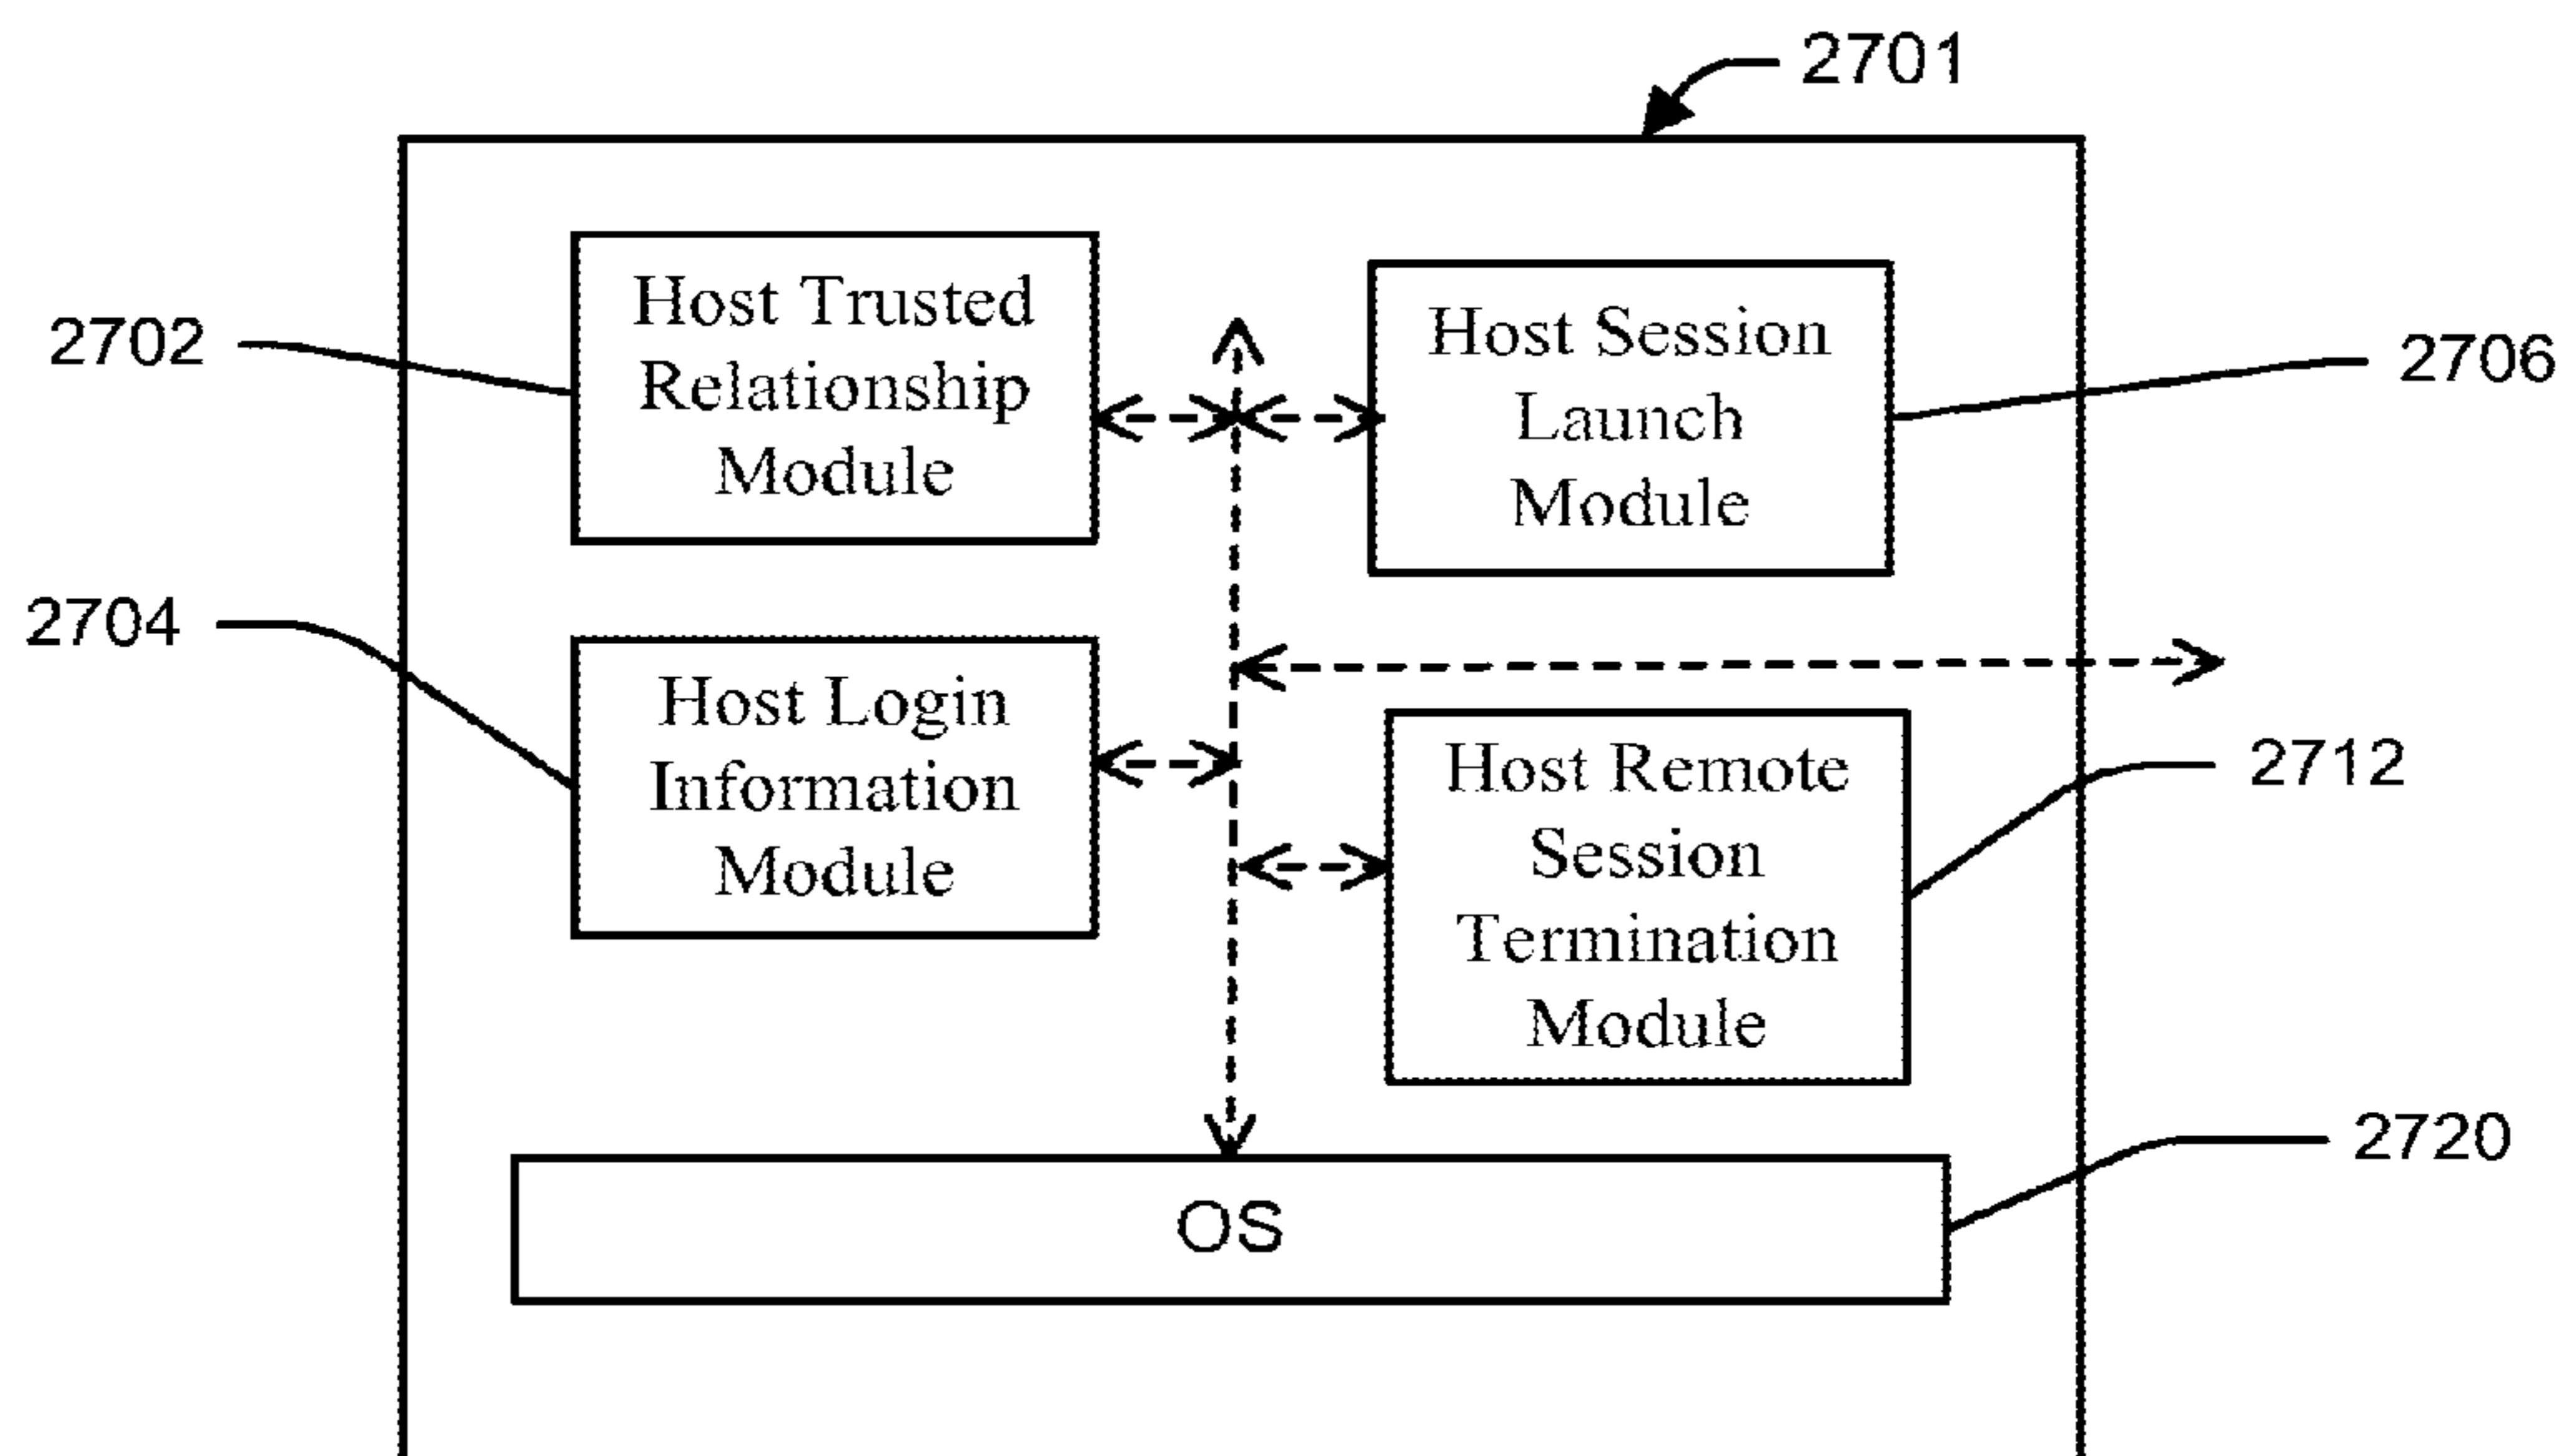 2701
Host Trusted
Relationship
Module
2702
Host Session
Launch
Module
2706
2704
Host Login
Information
Module
Host Remote
Session
Termination
Module
2712
2720
OS